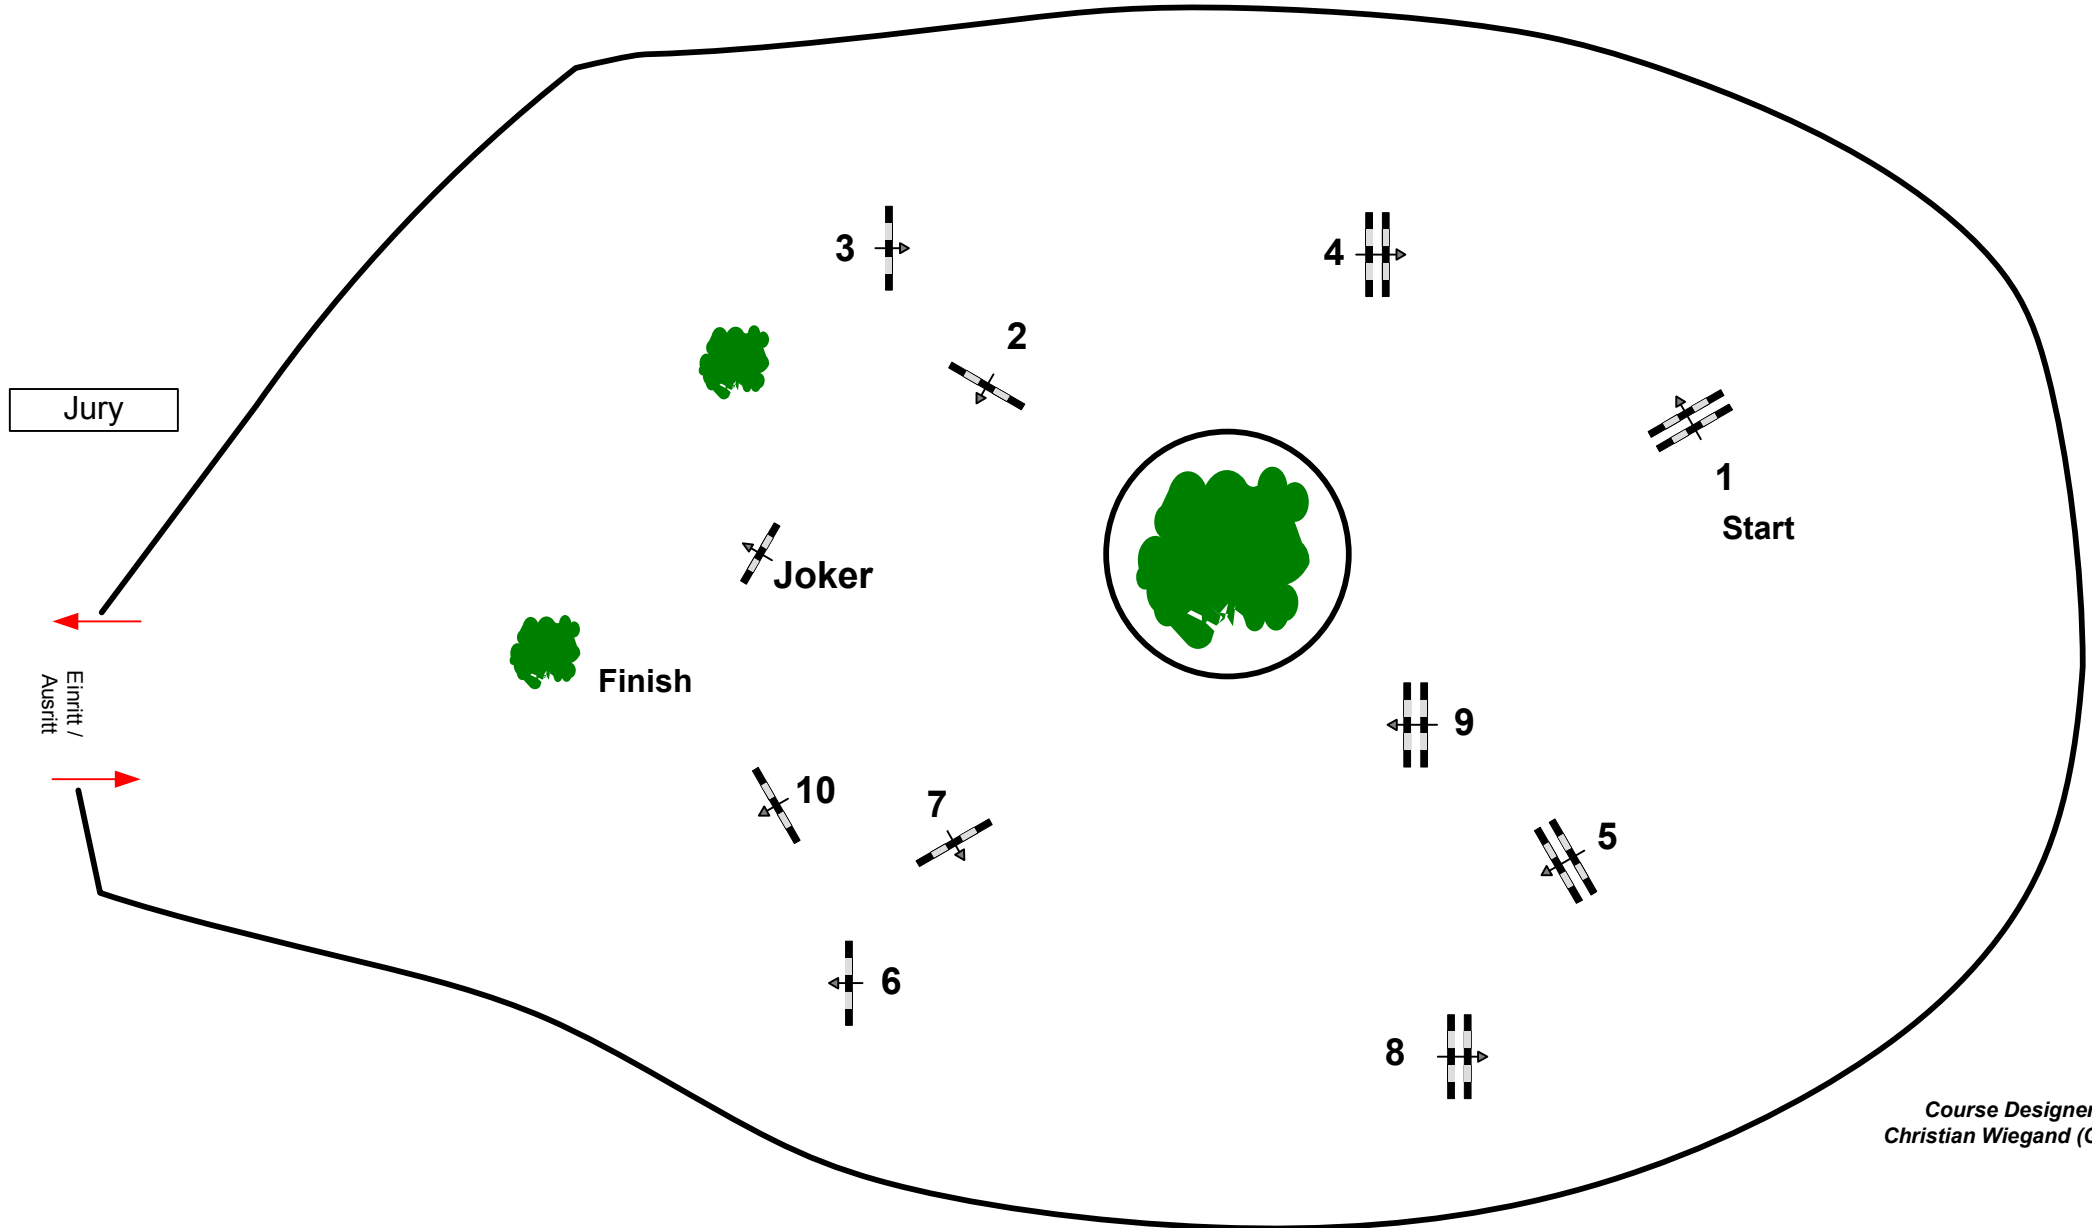 3
4
2
Jury
1
Start
Joker
Finish
Einritt /
Ausritt
9
10
7
5
6
8
Course Designer
Christian Wiegand (